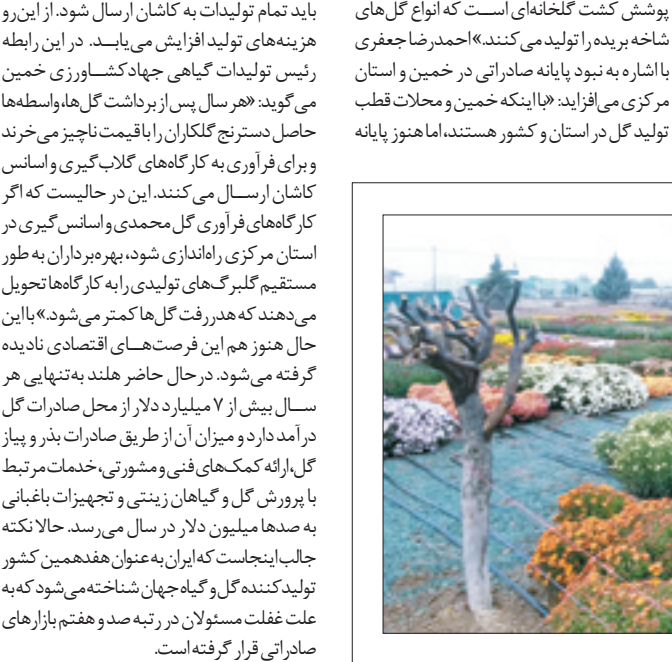 پوشش کشت گلخانه‌ای است که انواع گل‌های
شاخه بریده را تولید می‌کنند.» احمدرضا جعفری
با اشاره به نبود پایانه صادراتی در خمین و استان
مرکزی می‌افزاید: «با اینکه خمین و محلات قطب
تولید گل در استان و کشور هستند، اما هنوز پایانه
باید تمام تولیدات به کاشان ارسال شود. از این‌رو
هزینه‌های تولید افزایش می‌یابد. در این رابطه
رئیس تولیدات گیاهی جهادکشاورزی خمین
می‌گوید: «هر سال پس از برداشت گل‌ها، واسطه‌ها
حاصل دسترنج گلکاران را با قیمت ناچیز می‌خرند
و برای فرآوری به کارگاه‌های گلاب‌گیری و اسانس
کاشان ارسال می‌کنند. این در حالیست که اگر
کارگاه‌های فرآوری گل محمدی و اسانس‌گیری در
استان مرکزی راه‌اندازی شود، بهره‌برداران به طور
مستقیم گلبرگ‌های تولیدی را به کارگاه‌ها تحویل
می‌دهند که هدررفت گل‌ها کمتر می‌شود.» با این
حال هنوز هم این فرصت‌های اقتصادی نادیده
گرفته می‌شود. درحال حاضر هلند به‌تنهایی هر
سال بیش از ۷ میلیارد دلار از محل صادرات گل
درآمد دارد و میزان آن از طریق صادرات بذر و پیاز
گل، ارائه کمک‌های فنی و مشورتی، خدمات مرتبط
با پرورش گل و گیاهان زینتی و تجهیزات باغبانی
به صدها میلیون دلار در سال می‌رسد. حالا نکته
جالب اینجاست که ایران به عنوان هفدهمین کشور
تولیدکننده گل و گیاه جهان شناخته می‌شود که به
علت غفلت مسئولان در رتبه صد و هفتم بازارهای
صادراتی قرار گرفته است.